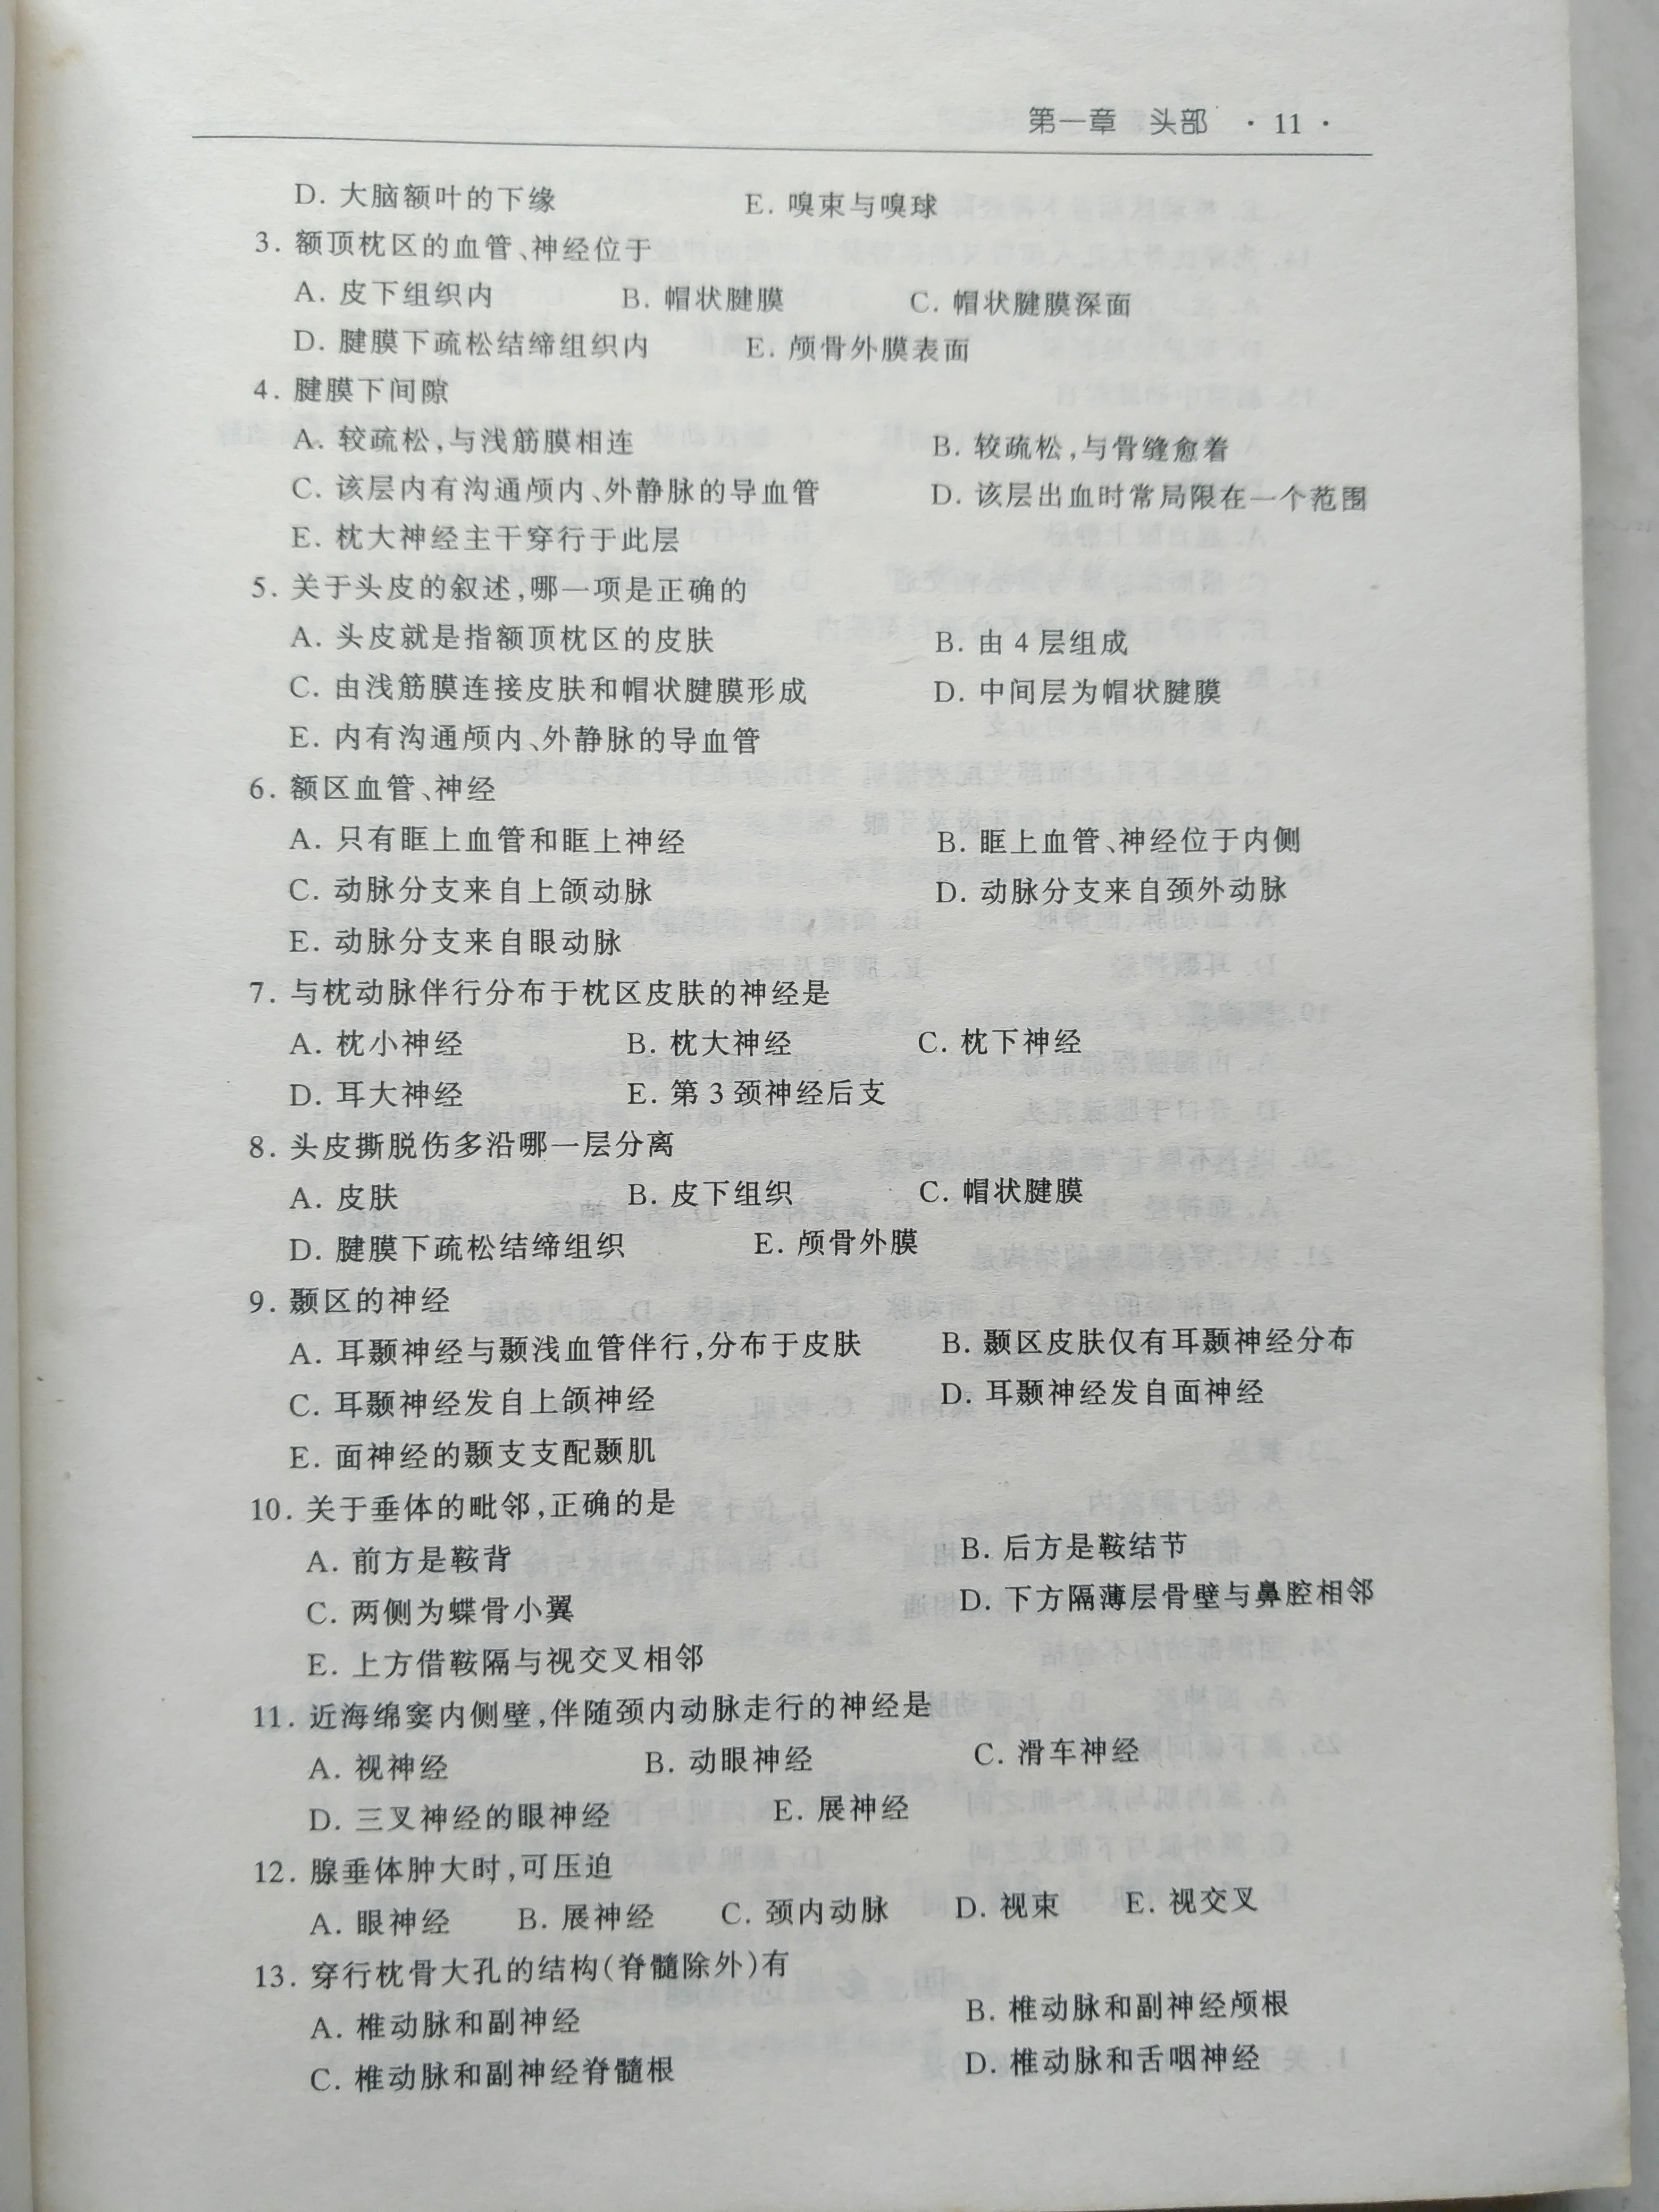 第一章 头部 · 11 ·
D. 大脑额叶的下缘 E. 嗅束与嗅球
3. 额顶枕区的血管、神经位于
A. 皮下组织内 B. 帽状腱膜 C. 帽状腱膜深面
D. 腱膜下疏松结缔组织内 E. 颅骨外膜表面
4. 腱膜下间隙
A. 较疏松,与浅筋膜相连 B. 较疏松,与骨缝愈着
C. 该层内有沟通颅内、外静脉的导血管 D. 该层出血时常局限在一个范围
E. 枕大神经主干穿行于此层
5. 关于头皮的叙述,哪一项是正确的
A. 头皮就是指额顶枕区的皮肤 B. 由 4 层组成
C. 由浅筋膜连接皮肤和帽状腱膜形成 D. 中间层为帽状腱膜
E. 内有沟通颅内、外静脉的导血管
6. 额区血管、神经
A. 只有眶上血管和眶上神经 B. 眶上血管、神经位于内侧
C. 动脉分支来自上颌动脉 D. 动脉分支来自颈外动脉
E. 动脉分支来自眼动脉
7. 与枕动脉伴行分布于枕区皮肤的神经是
A. 枕小神经 B. 枕大神经 C. 枕下神经
D. 耳大神经 E. 第 3 颈神经后支
8. 头皮撕脱伤多沿哪一层分离
A. 皮肤 B. 皮下组织 C. 帽状腱膜
D. 腱膜下疏松结缔组织 E. 颅骨外膜
9. 颞区的神经
A. 耳颞神经与颞浅血管伴行,分布于皮肤 B. 颞区皮肤仅有耳颞神经分布
C. 耳颞神经发自上颌神经 D. 耳颞神经发自面神经
E. 面神经的颞支支配颞肌
10. 关于垂体的毗邻,正确的是
A. 前方是鞍背 B. 后方是鞍结节
C. 两侧为蝶骨小翼 D. 下方隔薄层骨壁与鼻腔相邻
E. 上方借鞍隔与视交叉相邻
11. 近海绵窦内侧壁,伴随颈内动脉走行的神经是
A. 视神经 B. 动眼神经 C. 滑车神经
D. 三叉神经的眼神经 E. 展神经
12. 腺垂体肿大时,可压迫
A. 眼神经 B. 展神经 C. 颈内动脉 D. 视束 E. 视交叉
13. 穿行枕骨大孔的结构(脊髓除外)有
A. 椎动脉和副神经 B. 椎动脉和副神经颅根
C. 椎动脉和副神经脊髓根 D. 椎动脉和舌咽神经